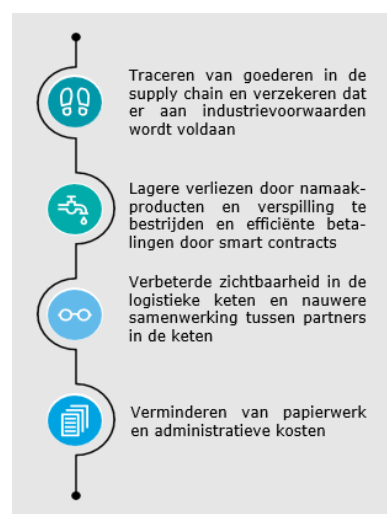 Traceren van goederen in de
supply chain en verzekeren dat
er aan industrievoorwaarden
wordt voldaan
Lagere verliezen door namaak-
producten en verspilling te
bestrijden en efficiënte beta-
lingen door smart contracts
Verbeterde zichtbaarheid in de
logistieke keten en nauwere
samenwerking tussen partners
in de keten
Verminderen van papierwerk
en administratieve kosten